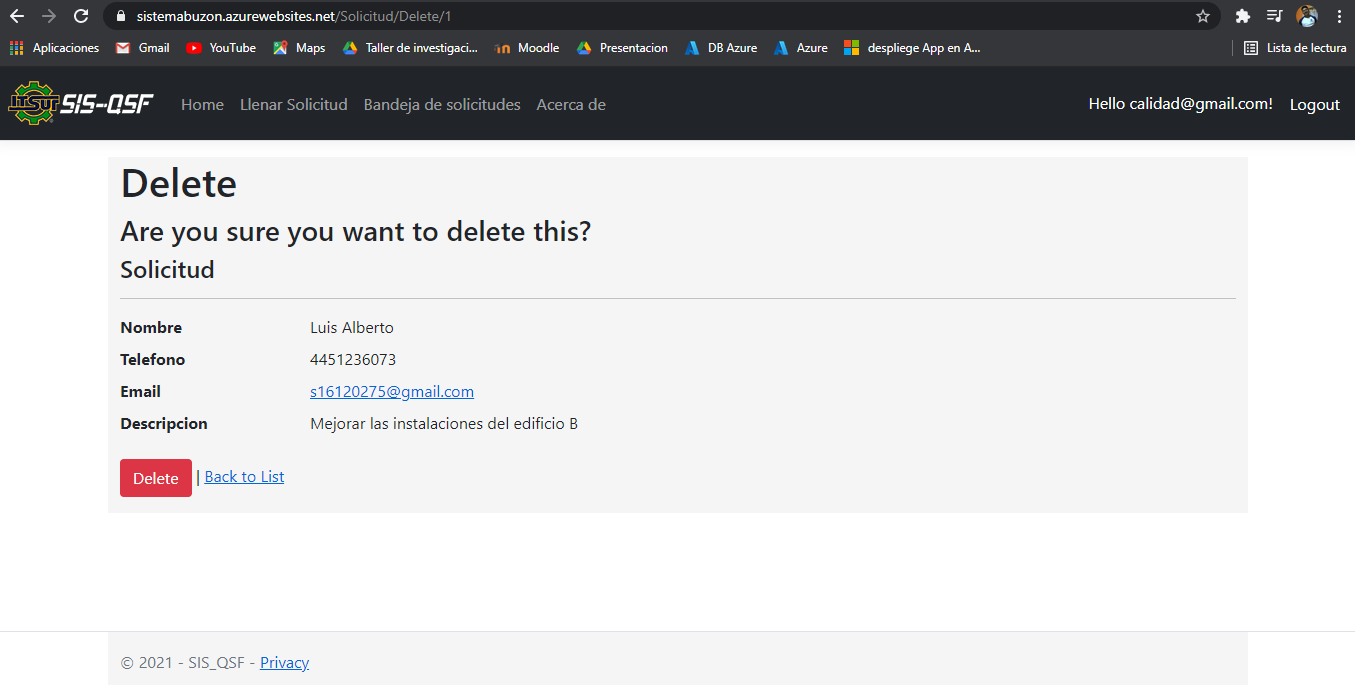 sistemabuzon.azurewebsites.net/Solicitud/Delete/1
Aplicaciones Gmail YouTube Maps Taller de investigaci... Moodle Presentacion DB Azure Azure despliege App en A... Lista de lectura
ITSUR SIS-QSF Home Llenar Solicitud Bandeja de solicitudes Acerca de Hello calidad@gmail.com! Logout
Delete
Are you sure you want to delete this?
Solicitud
Nombre Luis Alberto
Telefono 4451236073
Email s16120275@gmail.com
Descripcion Mejorar las instalaciones del edificio B
Delete | Back to List
© 2021 - SIS_QSF - Privacy